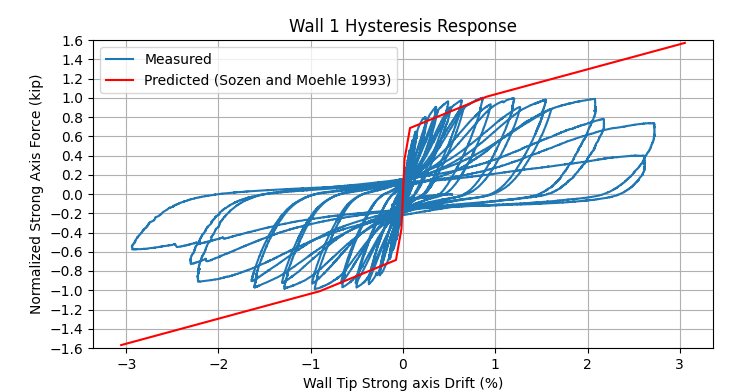 Wall 1 Hysteresis Response
Measured
Predicted (Sozen and Moehle 1993)
Normalized Strong Axis Force (kip)
1.6
1.4
1.2
1.0
0.8
0.6
0.4
0.2
0.0
−0.2
−0.4
−0.6
−0.8
−1.0
−1.2
−1.4
−1.6
−3 −2 −1 0 1 2 3
Wall Tip Strong axis Drift (%)